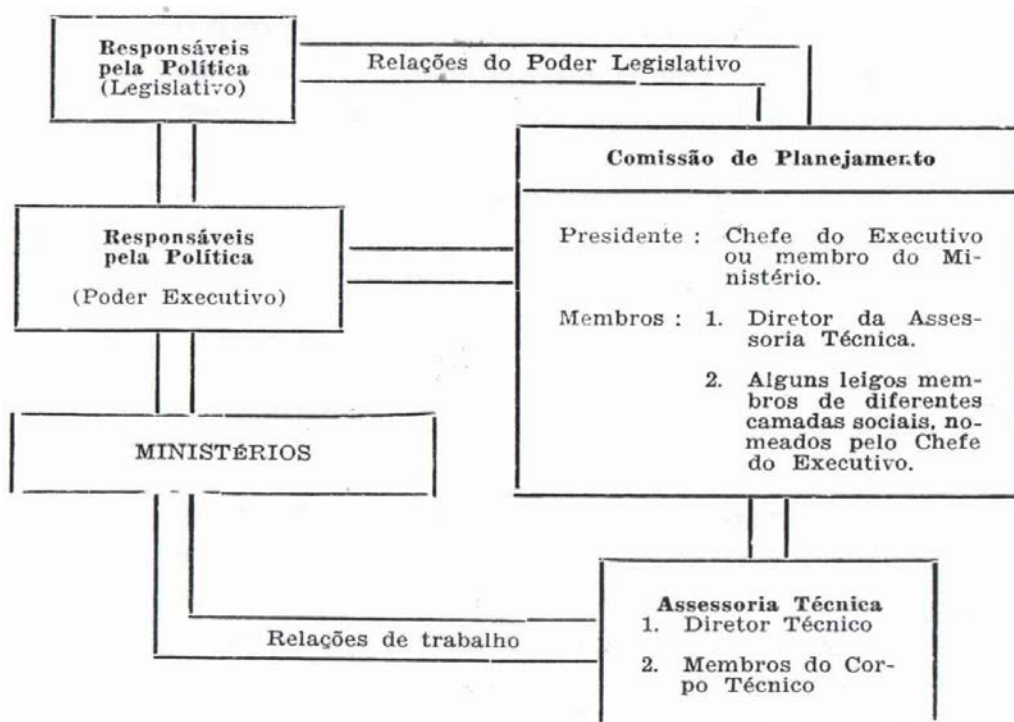 Responsáveis
pela Política
(Legislativo)
Relações do Poder Legislativo
Comissão de Planejamento
Responsáveis
pela Política
(Poder Executivo)
Presidente : Chefe do Executivo
ou membro do Mi-
nistério.
Membros : 1. Diretor da Asses-
soria Técnica.
2. Alguns leigos mem-
bros de diferentes
camadas sociais, no-
meados pelo Chefe
do Executivo.
MINISTÉRIOS
Relações de trabalho
Assessoria Técnica
1. Diretor Técnico
2. Membros do Cor-
po Técnico